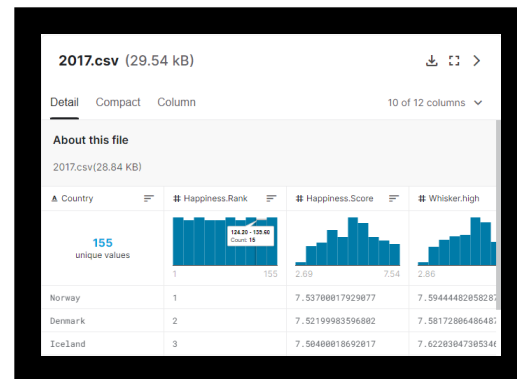 2017.csv (29.54 kB)
Detail Compact Column 10 of 12 columns
About this file
2017.csv(28.84 KB)
A Country # Happiness.Rank # Happiness.Score # Whisker.high
124.20 - 155.60
Count: 15
155
unique values
1 155 2.69 7.54 2.86
Norway 1 7.53700017929077 7.59444482058287
Denmark 2 7.52199983596802 7.58172806486487
Iceland 3 7.50400018692017 7.62203047305346